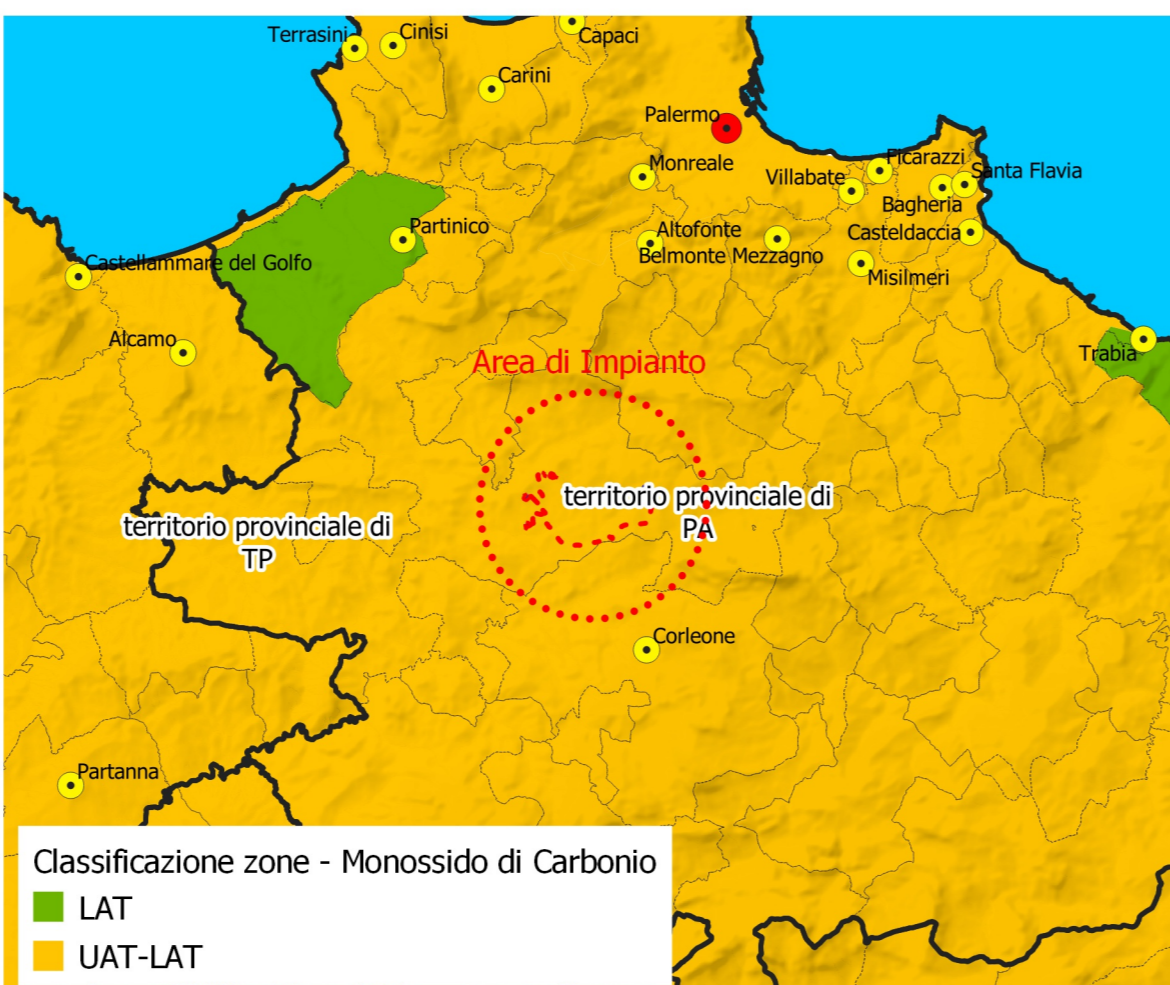 Terrasini
Cinisi
Capaci
Carini
Palermo
Monreale
Ficarazzi
Villabate
Santa Flavia
Bagheria
Partinico
Altofonte
Casteldaccia
Belmonte Mezzagno
Castellammare del Golfo
Misilmeri
Alcamo
Trabia
Area di Impianto
territorio provinciale di
PA
territorio provinciale di
TP
Corleone
Partanna
Classificazione zone - Monossido di Carbonio
LAT
UAT-LAT